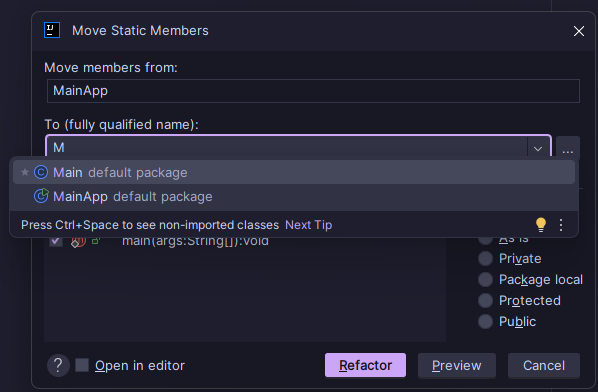 IJ
Move Static Members
Move members from:
MainApp
To (fully qualified name):
M
...
Main default package
MainApp default package
Press Ctrl+Space to see non-imported classes Next Tip
main(args:String[]):void
As is
Private
Package local
Protected
Public
? Open in editor
Refactor
Preview
Cancel